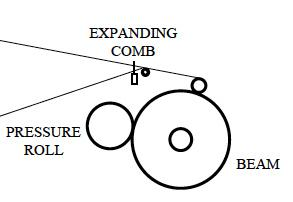 EXPANDING
COMB
PRESSURE
ROLL
BEAM